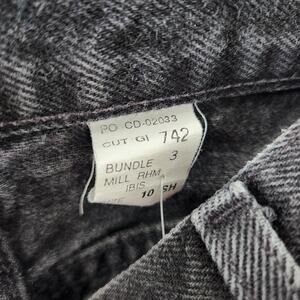 PO CD-02033
CUT GI 742
BUNDLE 3
MILL RHM
IBIS
10 SH